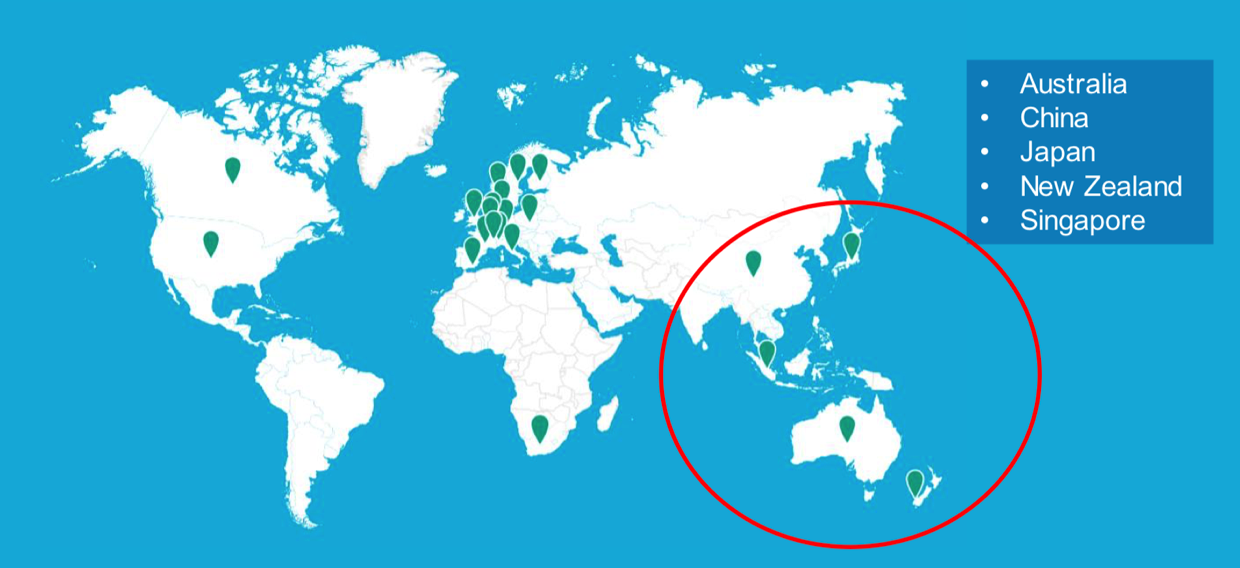 • Australia
• China
• Japan
• New Zealand
• Singapore